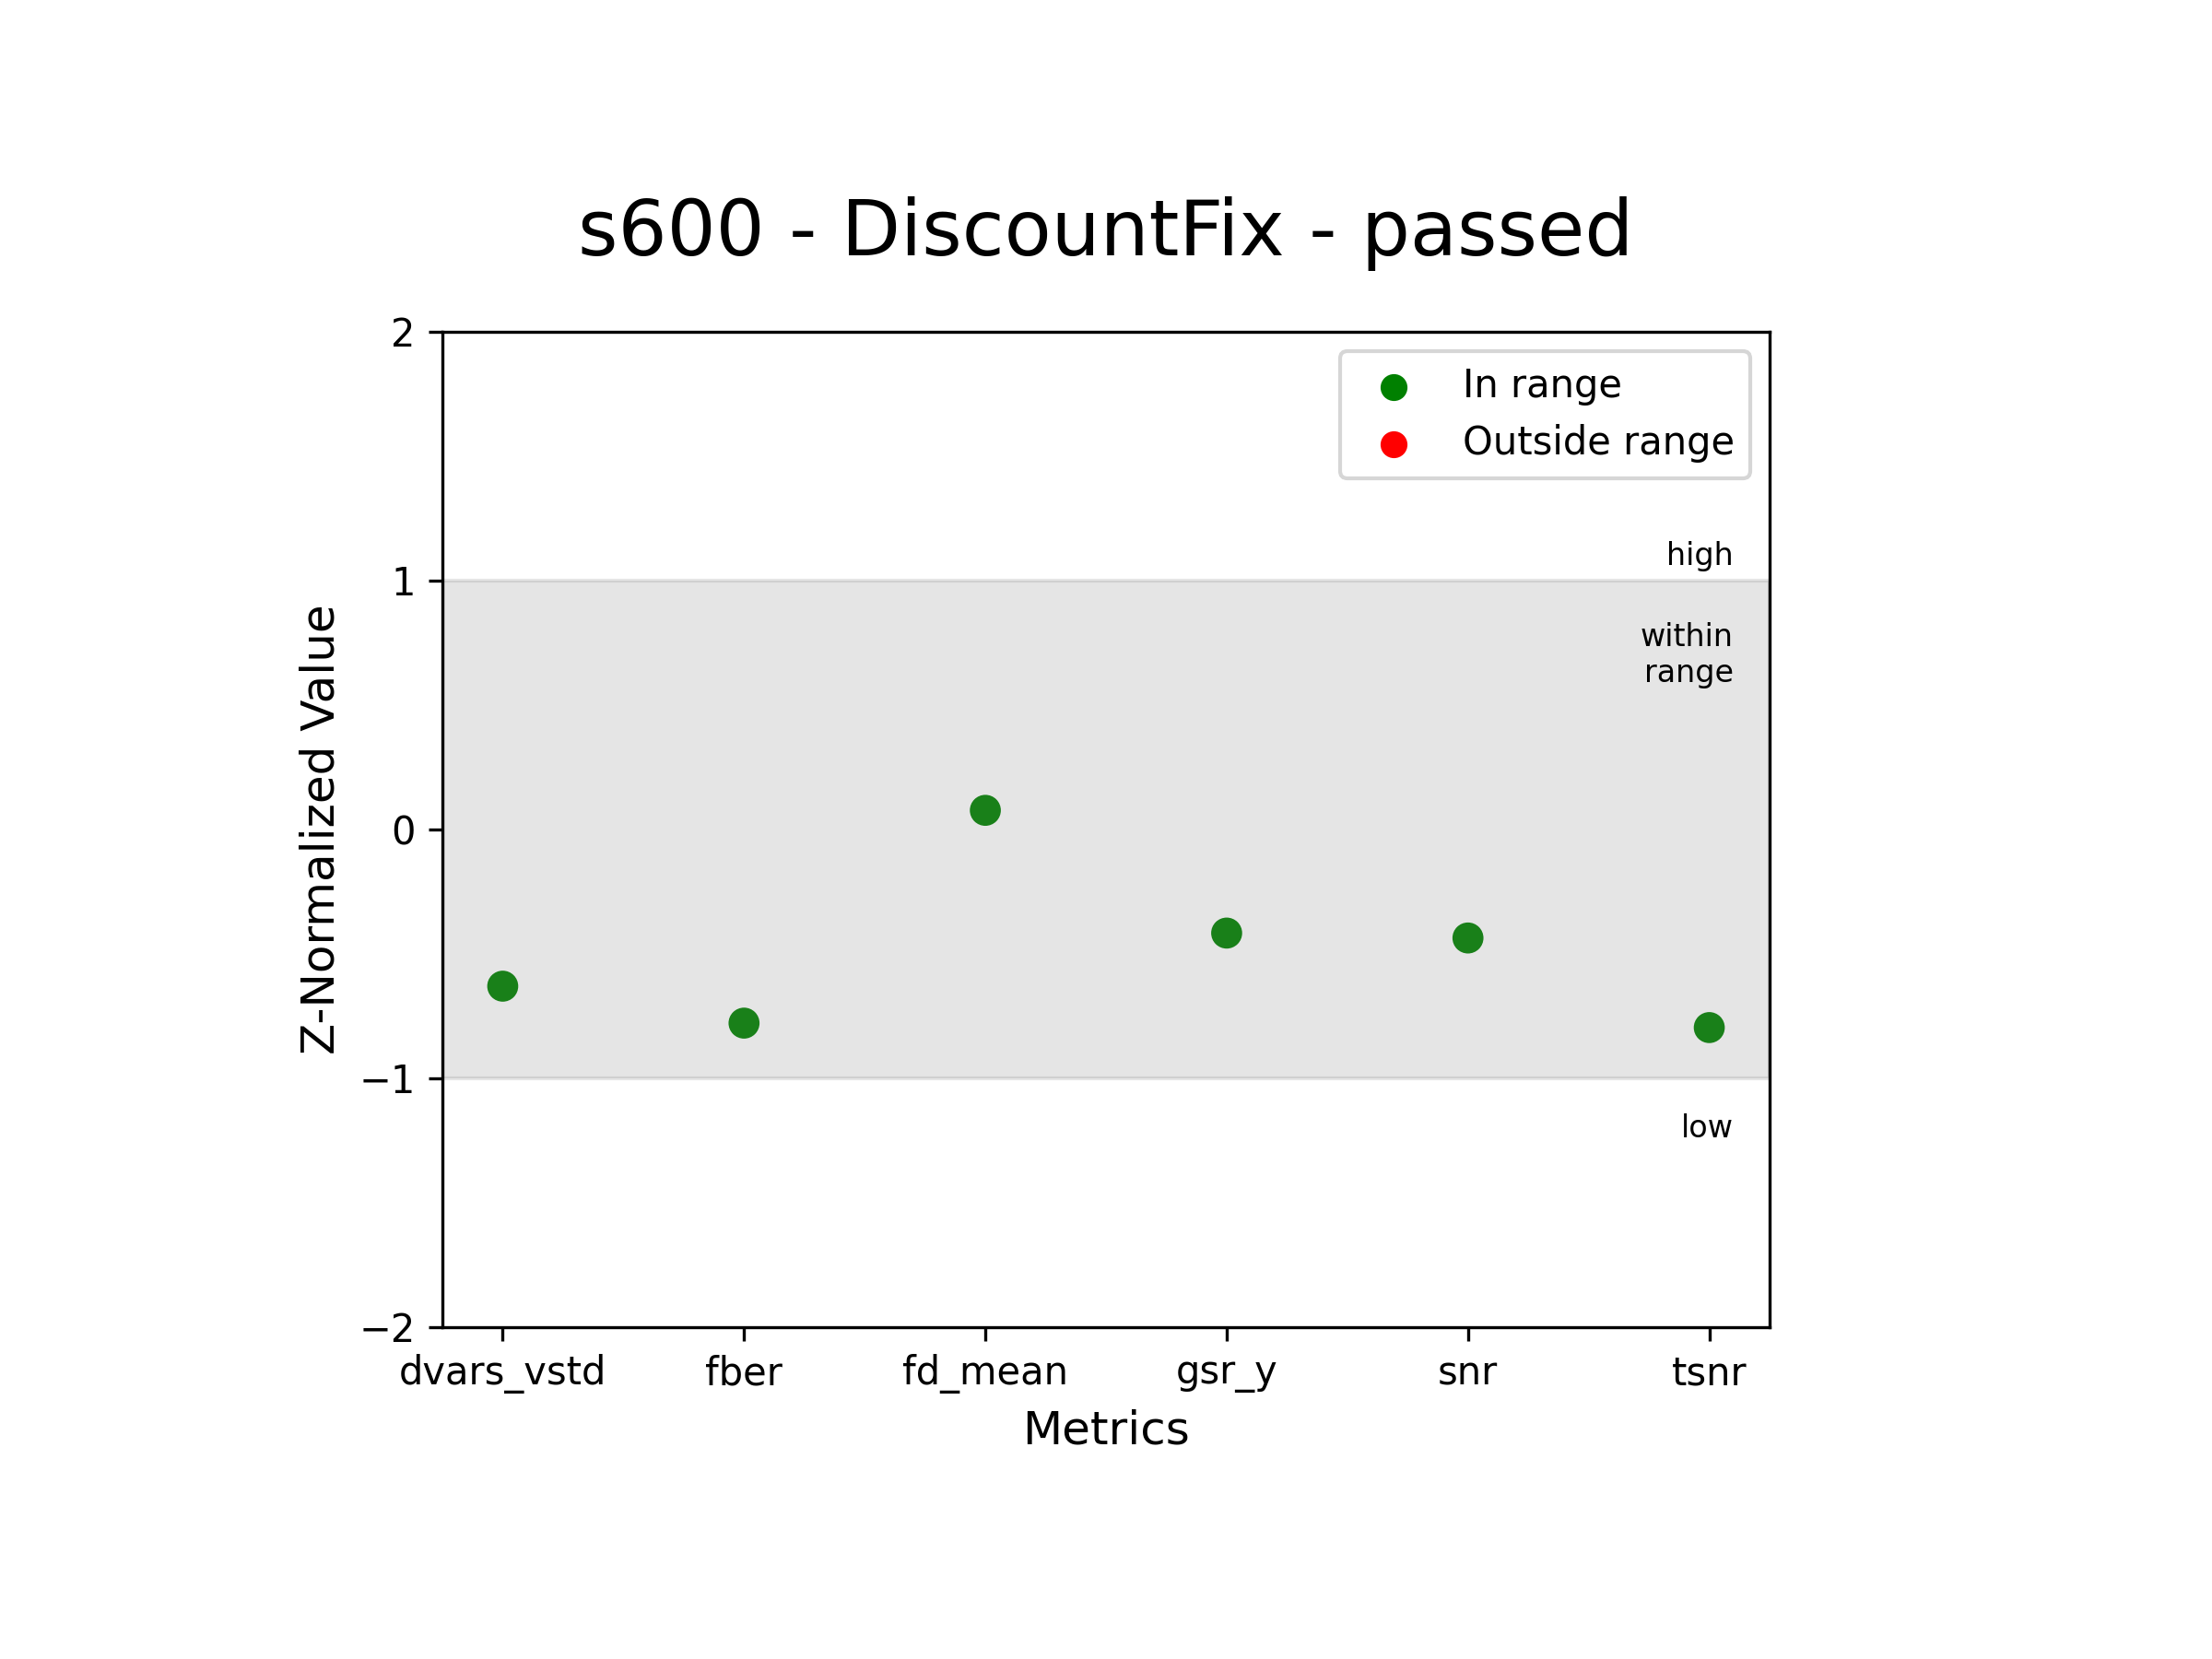 s600 - DiscountFix - passed
2
In range
Outside range
high
1
within
range
Z-Normalized Value
0
−1
low
−2
dvars_vstd fber fd_mean gsr_y snr tsnr
Metrics